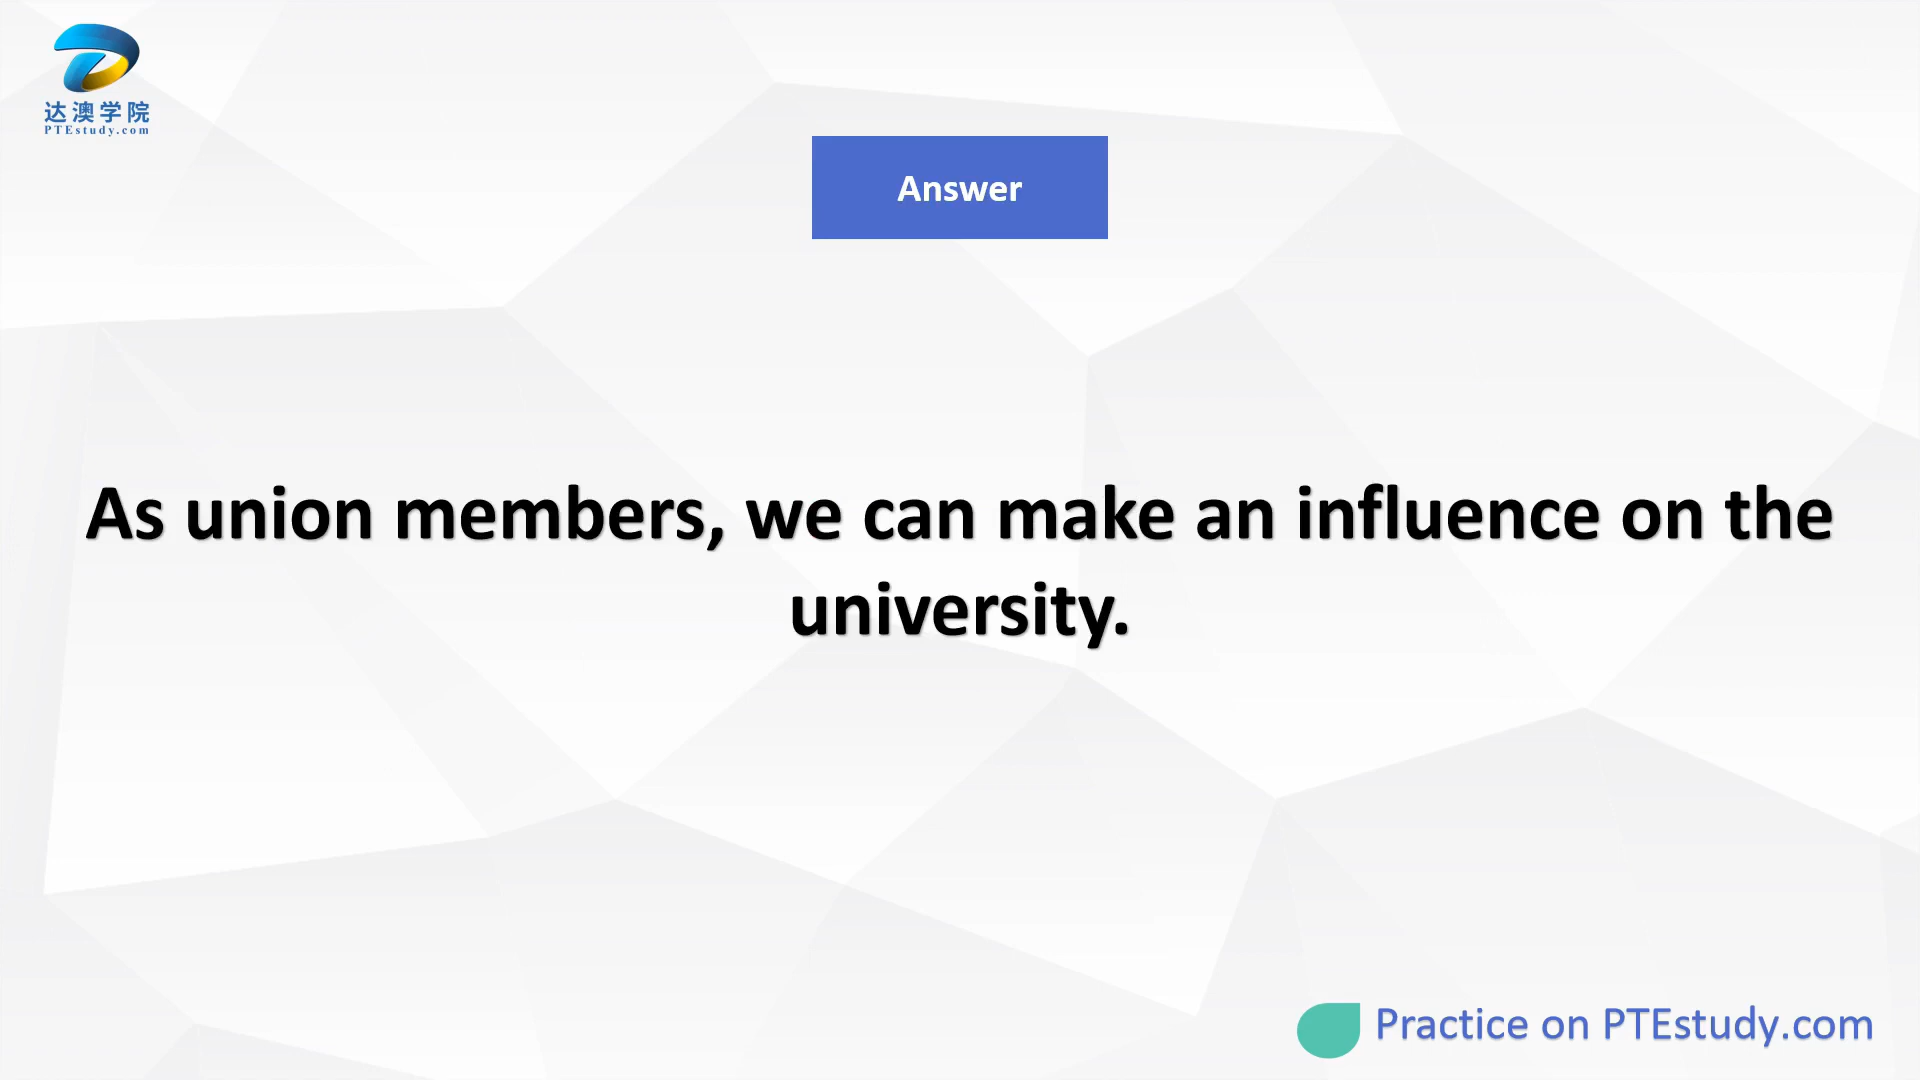 达澳学院
PTEstudy.com
Answer
As union members, we can make an influence on the
university.
Practice on PTEstudy.com